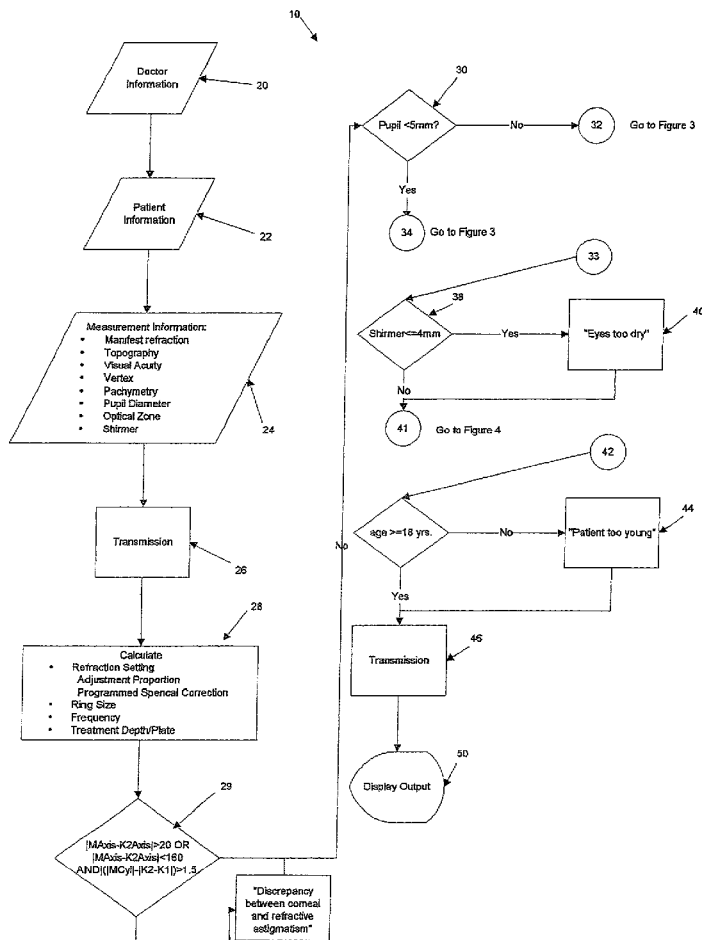 10
Doctor
Information
20
Patient
Information
22
Measurement Information:
• Manifest refraction
• Topography
• Visual Acuity
• Vertex
• Pachymetry
• Pupil Diameter
• Optical Zone
• Shirmer
24
Transmission
26
28
Calculate
• Refraction Setting
Adjustment Proportion
Programmed Sperical Correction
• Ring Size
• Frequency
• Treatment Depth/Plate
29
|MAxis-K2Axis|>20 OR
|MAxis-K2Axis|<160
AND|(|MCyl|-|K2-K1|)>1.5
"Discrepancy
between corneal
and refractive
astigmatism"
No
30
Pupil <5mm?
No
32
Go to Figure 3
Yes
34
Go to Figure 3
33
38
Shirmer<=4mm
Yes
"Eyes too dry"
40
No
41
Go to Figure 4
42
age >=18 yrs.
No
"Patient too young"
44
Yes
Transmission
46
Display Output
50